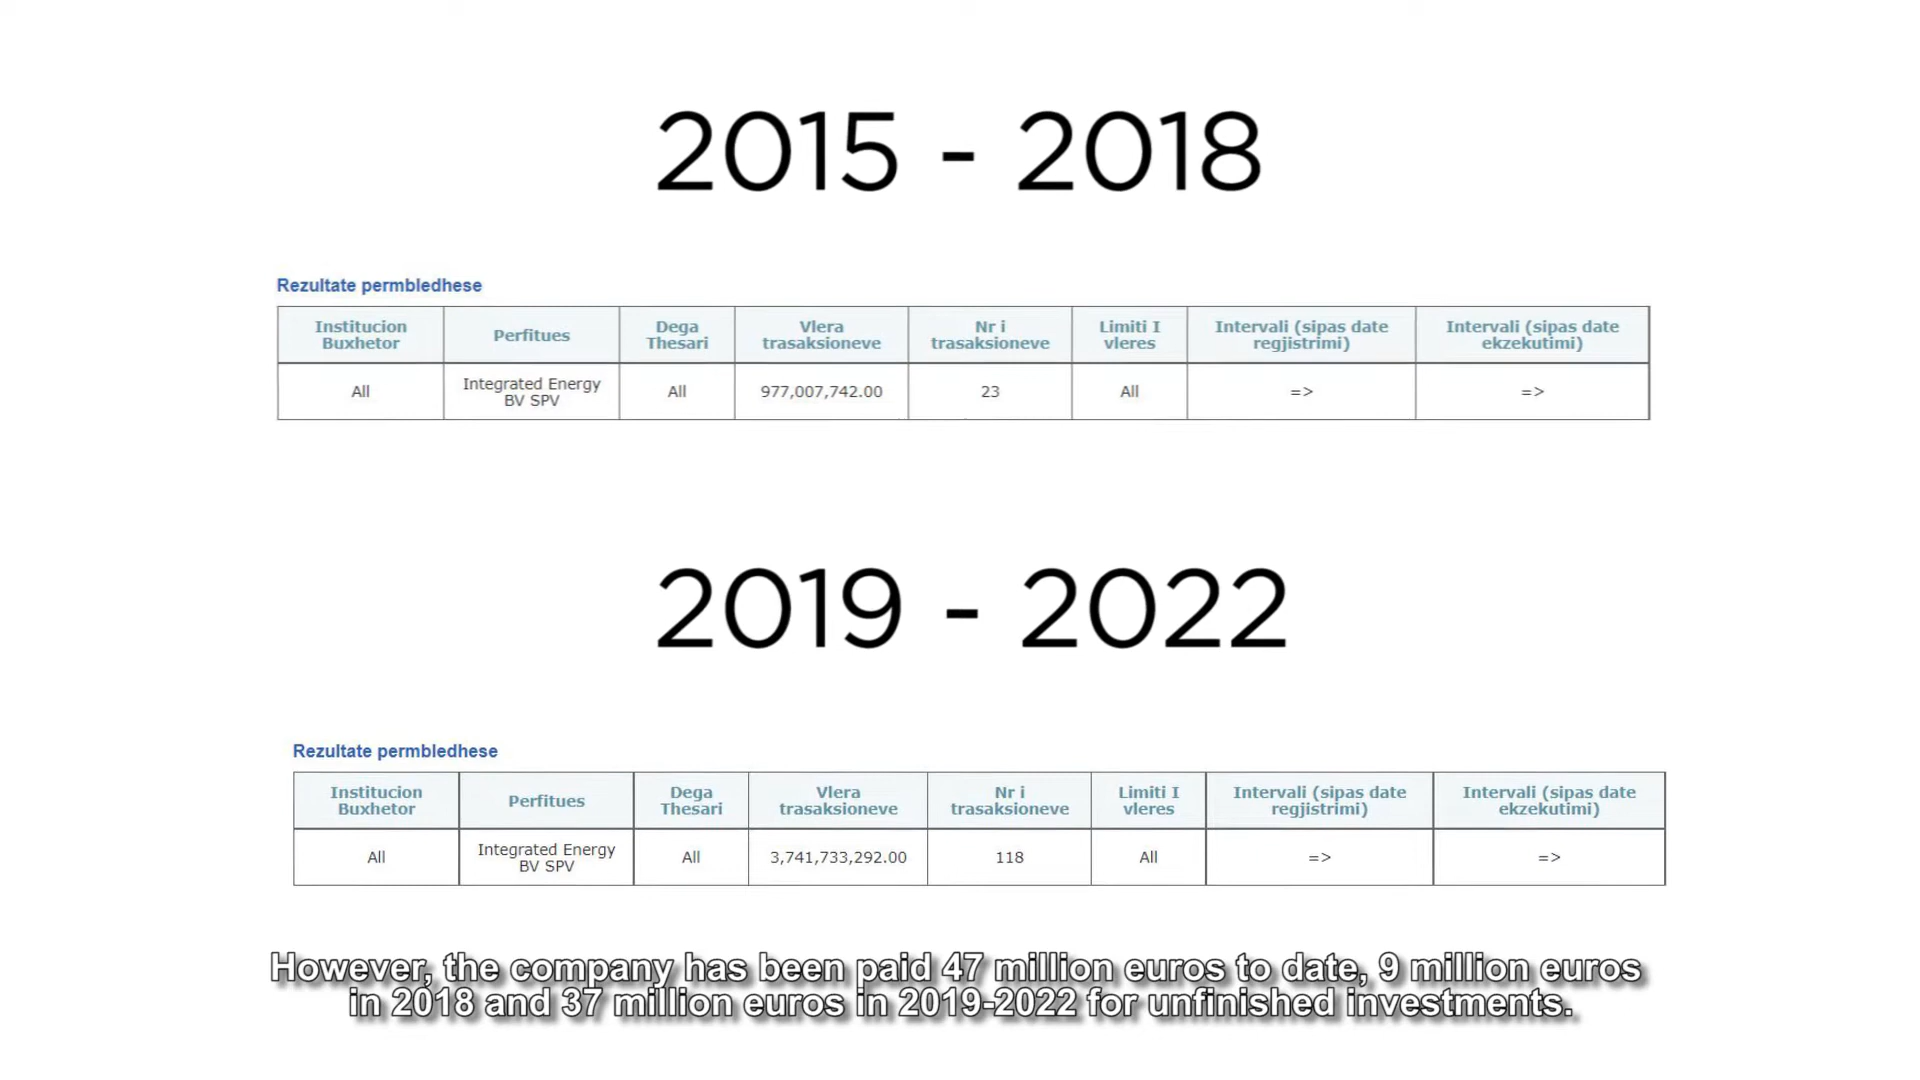 2015 - 2018
Rezultate permbledhese
Institucion Buxhetor Perfitues Dega Thesari Vlera trasaksioneve Nr i trasaksioneve Limiti I vleres Intervali (sipas date regjistrimi) Intervali (sipas date ekzekutimi)
All Integrated Energy BV SPV All 977,007,742.00 23 All => =>
2019 - 2022
Rezultate permbledhese
Institucion Buxhetor Perfitues Dega Thesari Vlera trasaksioneve Nr i trasaksioneve Limiti I vleres Intervali (sipas date regjistrimi) Intervali (sipas date ekzekutimi)
All Integrated Energy BV SPV All 3,741,733,292.00 118 All => =>
However, the company has been paid 47 million euros to date, 9 million euros
in 2018 and 37 million euros in 2019-2022 for unfinished investments.